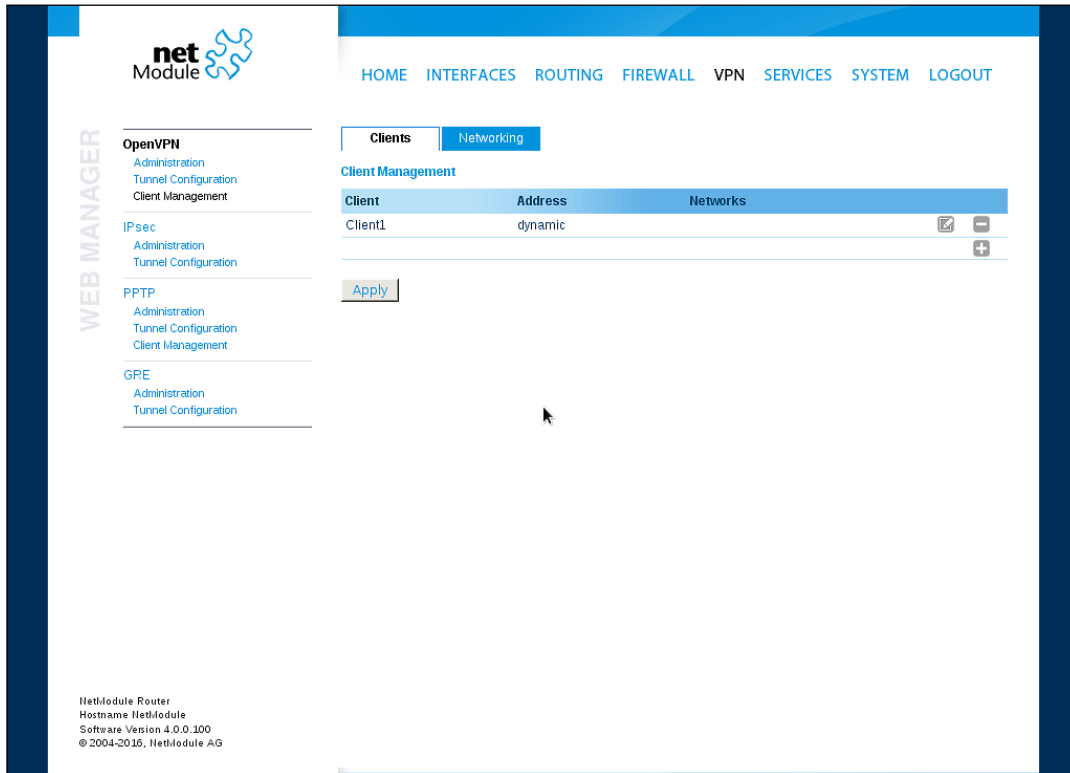 net
Module
HOME INTERFACES ROUTING FIREWALL VPN SERVICES SYSTEM LOGOUT
WEB MANAGER
OpenVPN
Administration
Tunnel Configuration
Client Management
IPsec
Administration
Tunnel Configuration
PPTP
Administration
Tunnel Configuration
Client Management
GRE
Administration
Tunnel Configuration
Clients Networking
Client Management
Client Address Networks
Client1 dynamic
Apply
NetModule Router
Hostname NetModule
Software Version 4.0.0.100
© 2004-2016, NetModule AG